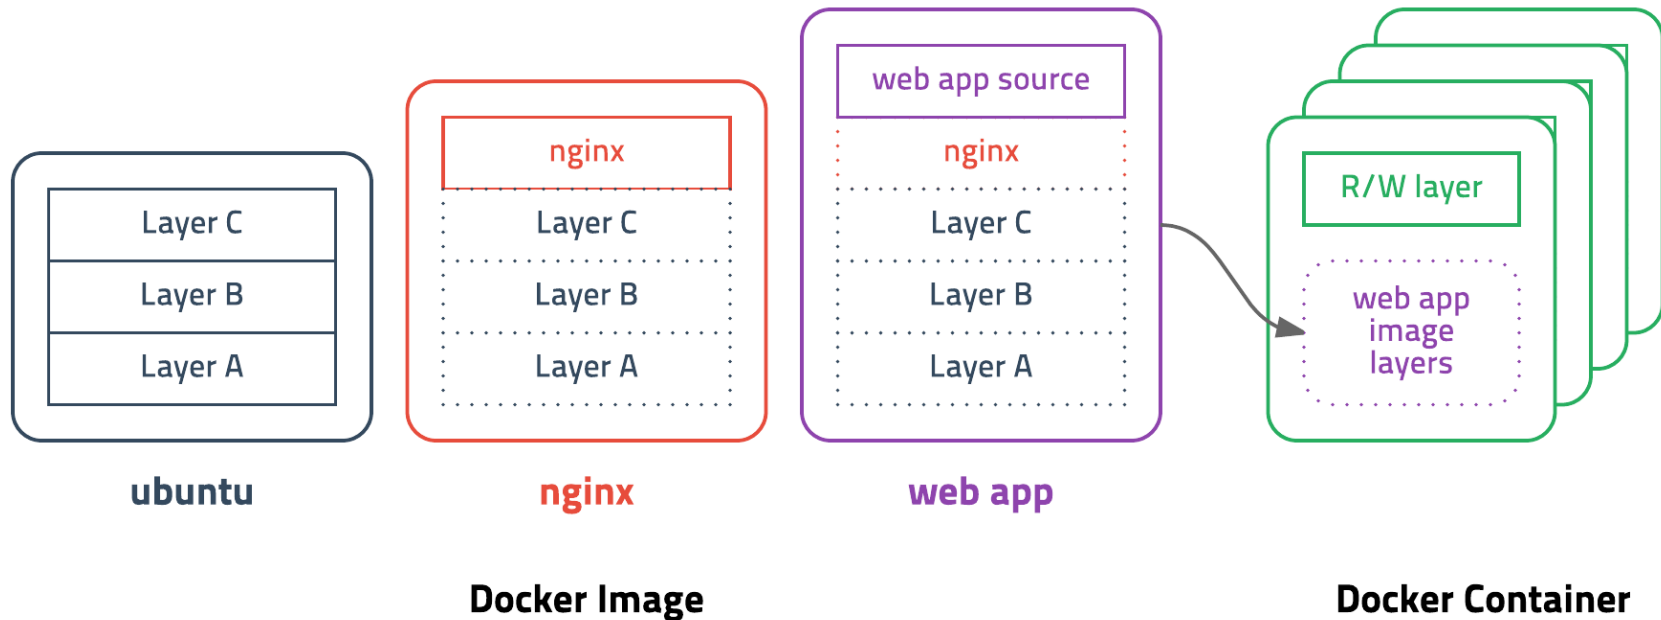 Layer C
Layer B
Layer A
ubuntu
nginx
Layer C
Layer B
Layer A
nginx
web app source
nginx
Layer C
Layer B
Layer A
web app
Docker Image
R/W layer
web app
image
layers
Docker Container